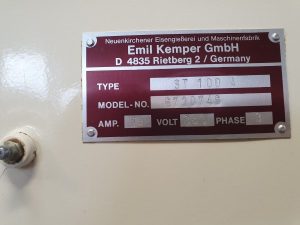 Neuenkirchener Eisengießerei und Maschinenfabrik
Emil Kemper GmbH
D 4835 Rietberg 2 / Germany
TYPE ST 100 A
MODEL-NO.
AMP. VOLT PHASE 3